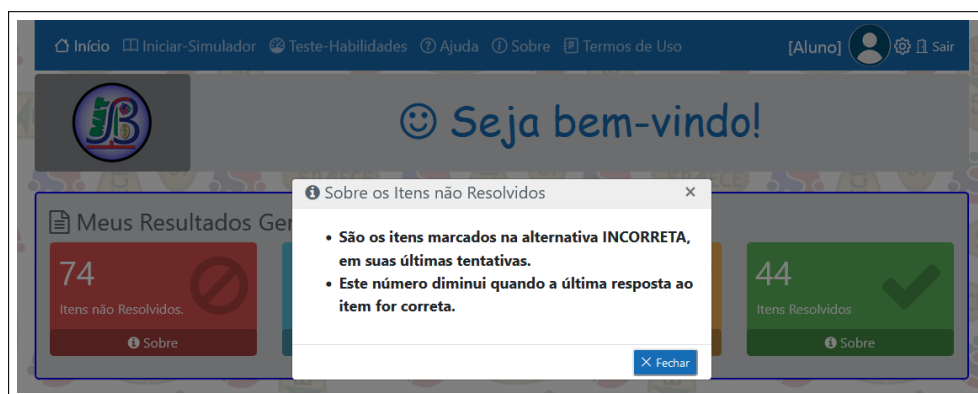 Início Iniciar-Simulador Teste-Habilidades Ajuda Sobre Termos de Uso [Aluno] Sair
Seja bem-vindo!
Sobre os Itens não Resolvidos ×
Meus Resultados Ger
• São os itens marcados na alternativa INCORRETA,
em suas últimas tentativas.
• Este número diminui quando a última resposta ao
item for correta.
74
Itens não Resolvidos.
Sobre
44
Itens Resolvidos
Sobre
× Fechar